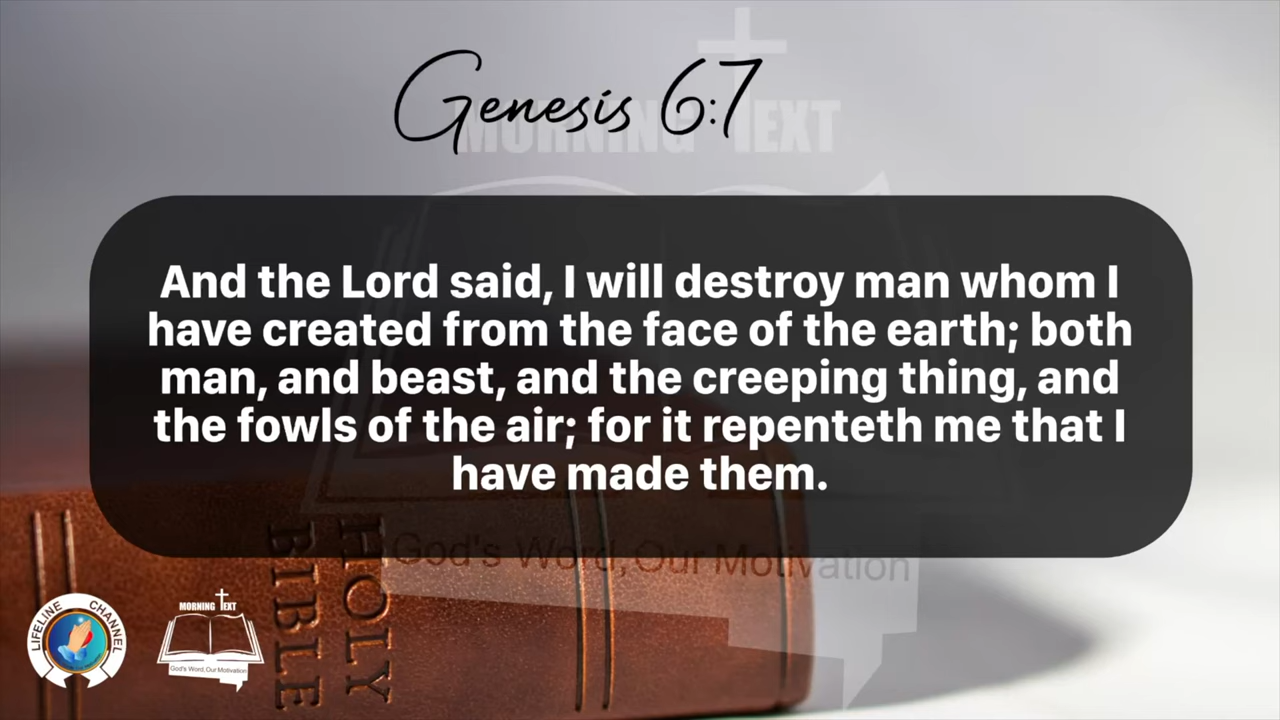 Genesis 6:7
MORNING TEXT
And the Lord said, I will destroy man whom I
have created from the face of the earth; both
man, and beast, and the creeping thing, and
the fowls of the air; for it repenteth me that I
have made them.
God's Word, Our Motivation
HOLY
BIBLE
LIFELINE CHANNEL
MORNING TEXT
God's Word, Our Motivation